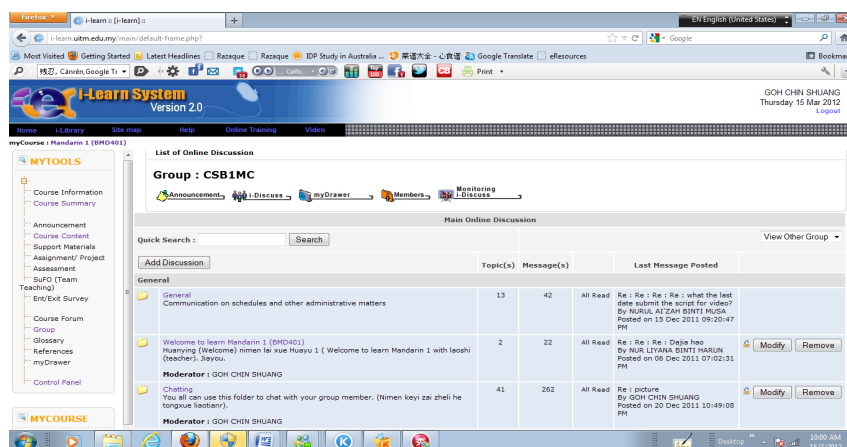 Firefox
i-learn :: [i-learn] ::
EN English (United States)
i-learn.uitm.edu.my/main/default-frame.php?
Google
Most Visited Getting Started Latest Headlines Razaque Razaque IDP Study in Australia ... 菜谱大全 - 心食谱 Google Translate eResources Bookma
Print
i-Learn System
Version 2.0
GOH CHIN SHUANG
Thursday 15 Mar 2012
Logout
Home i-Library Site map Help Online Training Video
myCourse : Mandarin 1 (BMD401)
MYTOOLS
Course Information
Course Summary
Announcement
Course Content
Support Materials
Assignment/ Project
Assessment
SuFO (Team Teaching)
Ent/Exit Survey
Course Forum
Group
Glossary
References
myDrawer
Control Panel
MYCOURSE
List of Online Discussion
Group : CSB1MC
Announcement i-Discuss myDrawer Members Monitoring i-Discuss
Main Online Discussion
Quick Search : Search View Other Group
Add Discussion Topic(s) Message(s) Last Message Posted
General
General
Communication on schedules and other administrative matters
13 42 All Read
Re : Re : Re : Re : what the last
date submit the script for video?
By NURUL AI'ZAH BINTI MUSA
Posted on 15 Dec 2011 09:20:47
PM
Welcome to learn Mandarin 1 (BMD401)
Huanying (Welcome) nimen lai xue Huayu 1 ( Welcome to learn Mandarin 1 with laoshi
(teacher). Jiayou.
Moderator : GOH CHIN SHUANG
2 22 All Read
Re : Re : Re : Dajia hao
By NUR LIYANA BINTI HARUN
Posted on 06 Dec 2011 07:02:31
PM
Modify Remove
Chatting
You all can use this folder to chat with your group member. (Nimen keyi zai zheli he
tongxue liaotian).
Moderator : GOH CHIN SHUANG
41 262 All Read
Re : picture
By GOH CHIN SHUANG
Posted on 20 Dec 2011 10:49:08
PM
Modify Remove
Desktop
10:00 AM